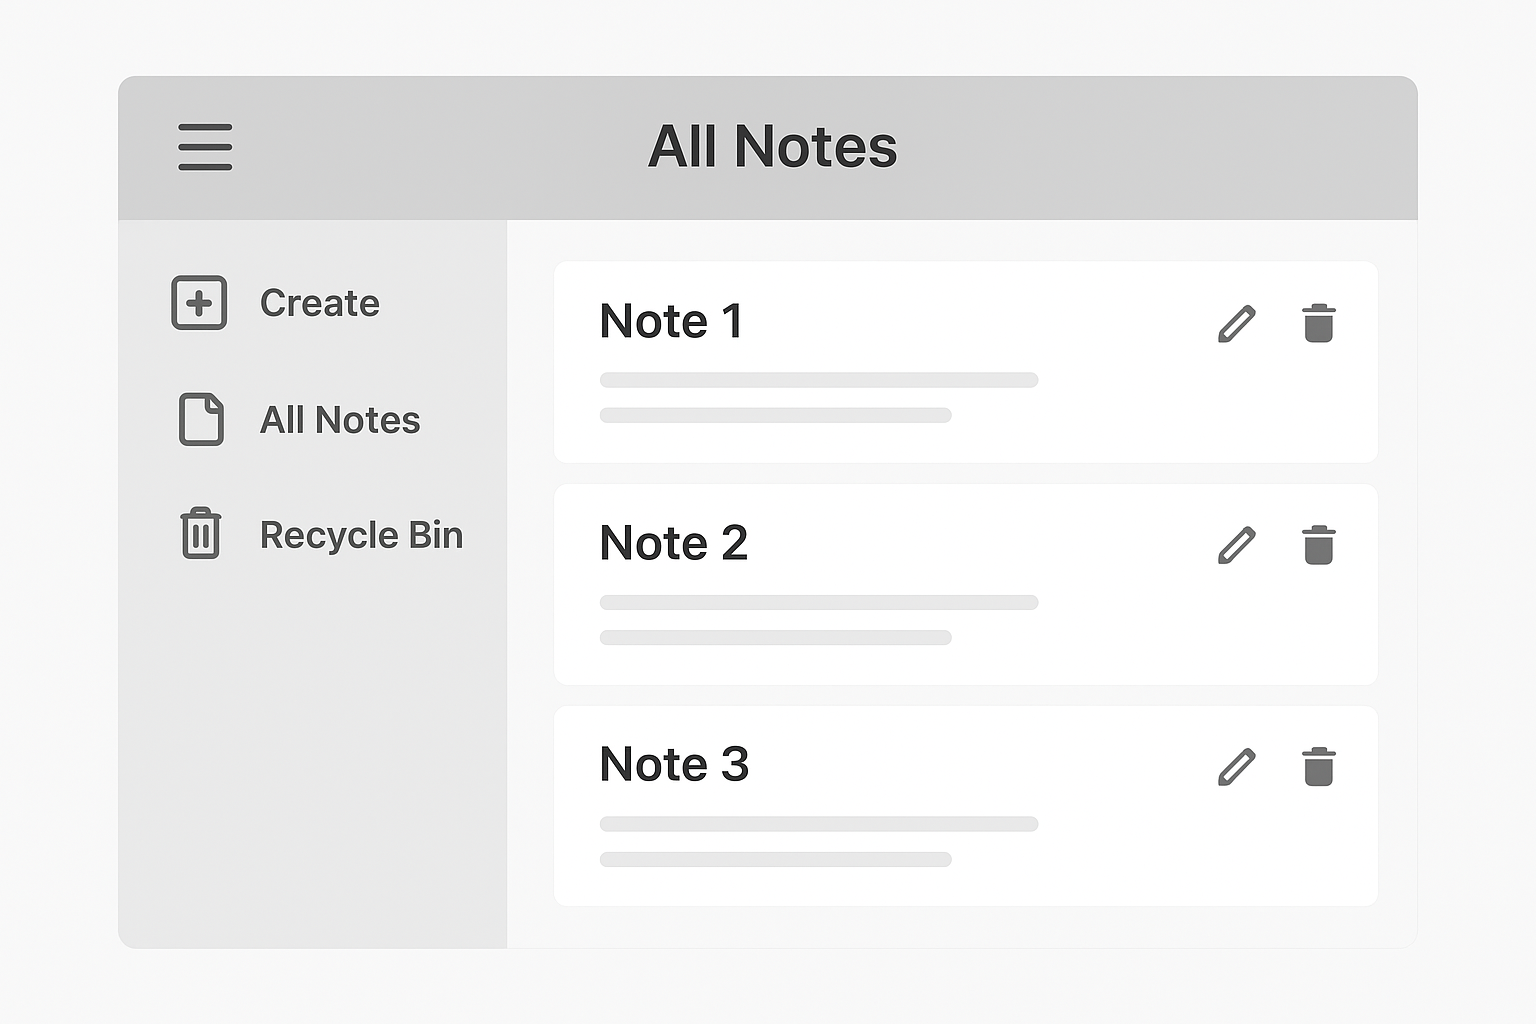 All Notes
Create
All Notes
Recycle Bin
Note 1
Note 2
Note 3